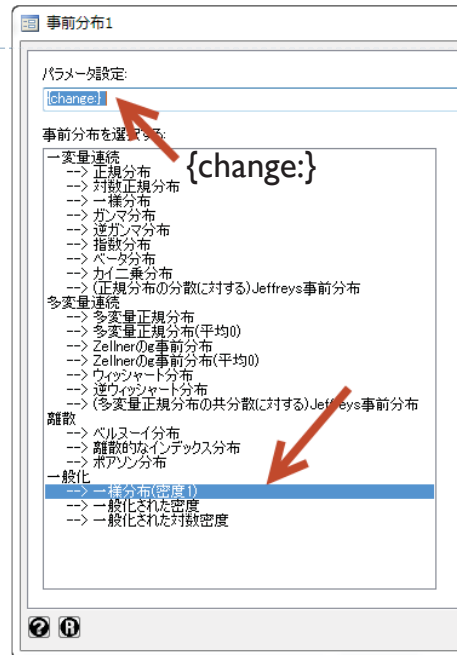 事前分布1
パラメータ設定:
{change:}
事前分布を選択する:
{change:}
一変量連続
--> 正規分布
--> 対数正規分布
--> 一様分布
--> ガンマ分布
--> 逆ガンマ分布
--> 指数分布
--> ベータ分布
--> カイ二乗分布
--> (正規分布の分散に対する)Jeffreys事前分布
多変量連続
--> 多変量正規分布
--> 多変量正規分布(平均0)
--> Zellnerのg事前分布
--> Zellnerのg事前分布(平均0)
--> ウィッシャート分布
--> 逆ウィッシャート分布
--> (多変量正規分布の共分散に対する)Jeffreys事前分布
離散
--> ベルヌーイ分布
--> 離散的なインデックス分布
--> ポアソン分布
一般化
--> 一様分布(密度1)
--> 一般化された密度
--> 一般化された対数密度
? R